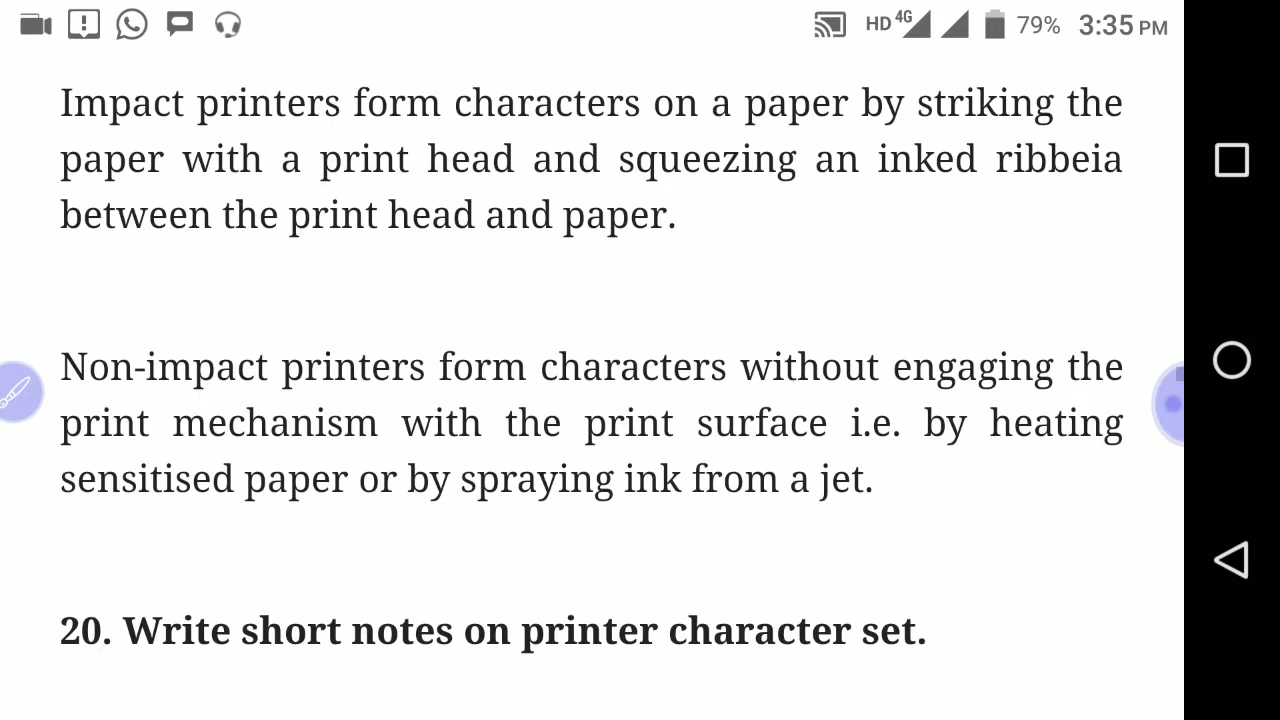 HD 4G 79% 3:35 PM
Impact printers form characters on a paper by striking the
paper with a print head and squeezing an inked ribbeia
between the print head and paper.
Non-impact printers form characters without engaging the
print mechanism with the print surface i.e. by heating
sensitised paper or by spraying ink from a jet.
20. Write short notes on printer character set.